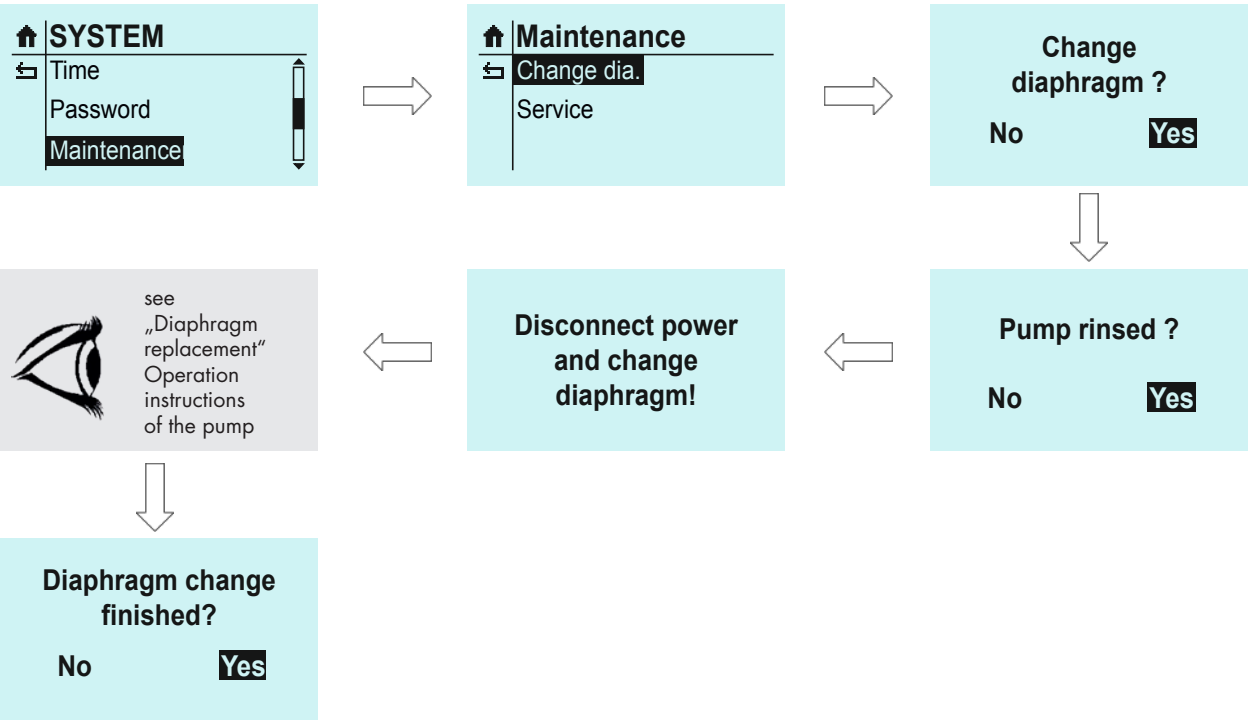 SYSTEM
Time
Password
Maintenance
Maintenance
Change dia.
Service
Change
diaphragm ?
No Yes
Pump rinsed ?
No Yes
Disconnect power
and change
diaphragm!
see
„Diaphragm
replacement“
Operation
instructions
of the pump
Diaphragm change
finished?
No Yes